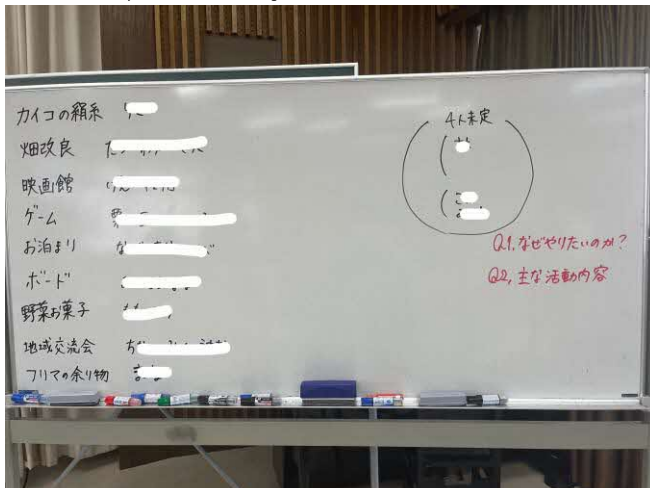 カイコの絹糸
畑改良
映画館
ゲーム
お泊まり
ボード
野菜お菓子
地域交流会
フリマの余り物
4人未定
Q1, なぜやりたいのか?
Q2, 主な活動内容